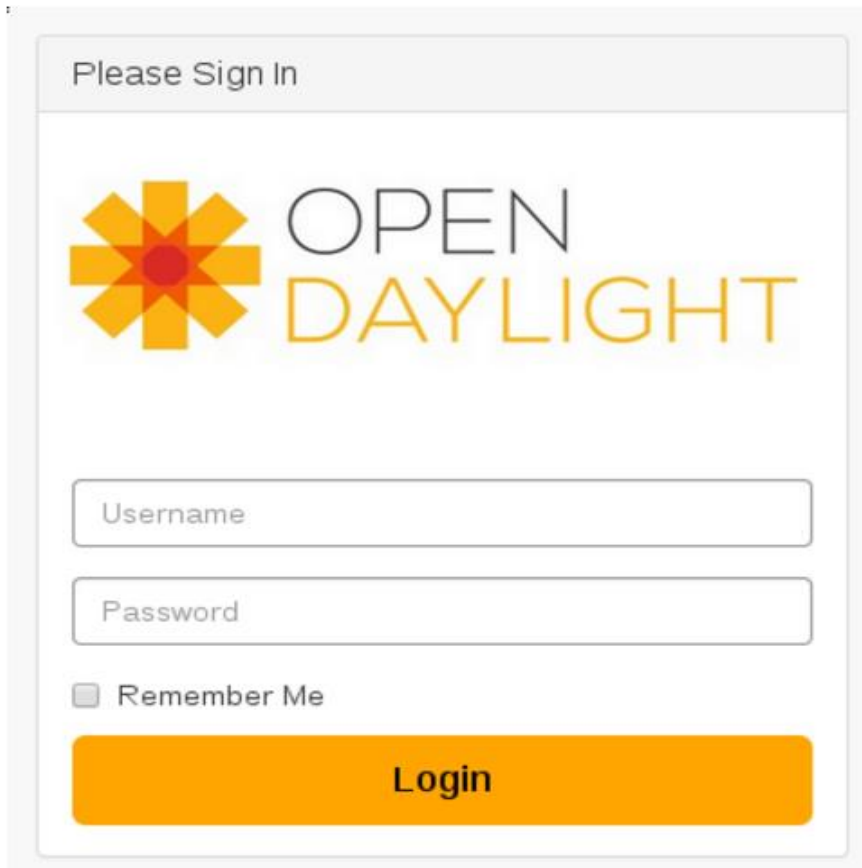 Please Sign In
OPEN
DAYLIGHT
Username
Password
Remember Me
Login